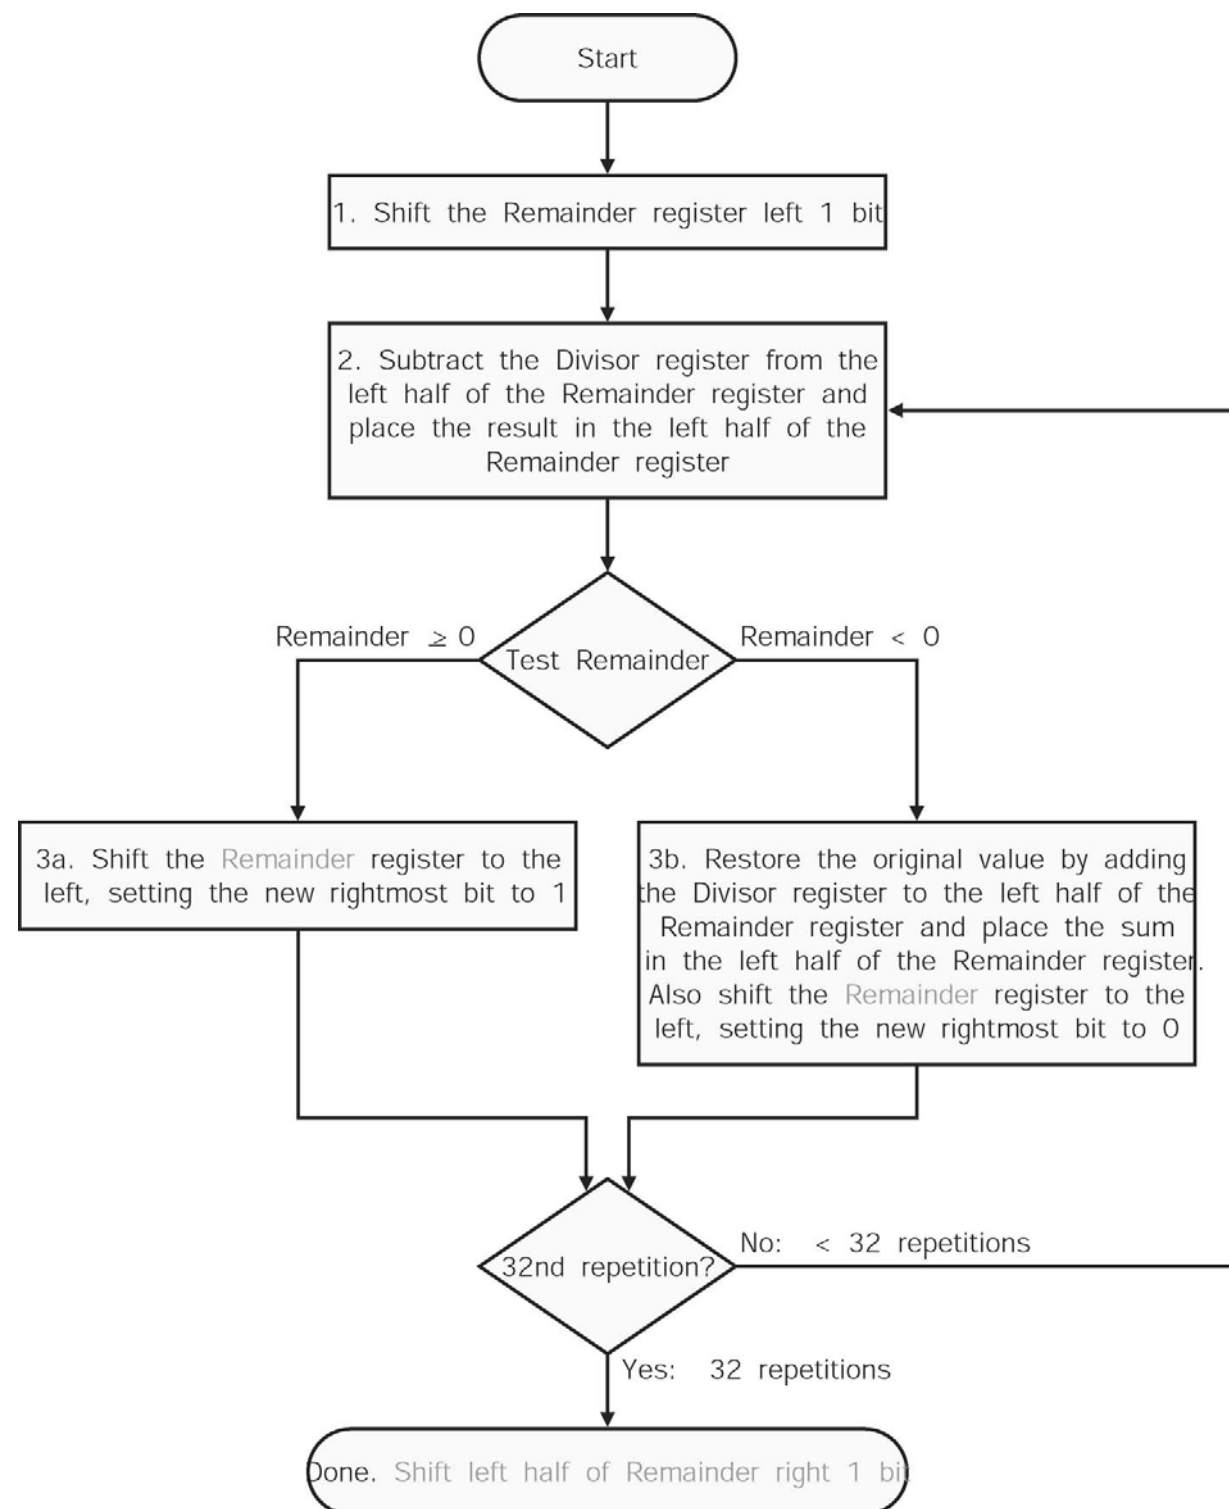 Start
1. Shift the Remainder register left 1 bit
2. Subtract the Divisor register from the
left half of the Remainder register and
place the result in the left half of the
Remainder register
Remainder ≥ 0
Test Remainder
Remainder < 0
3a. Shift the Remainder register to the
left, setting the new rightmost bit to 1
3b. Restore the original value by adding
the Divisor register to the left half of the
Remainder register and place the sum
in the left half of the Remainder register.
Also shift the Remainder register to the
left, setting the new rightmost bit to 0
32nd repetition?
No: < 32 repetitions
Yes: 32 repetitions
Done. Shift left half of Remainder right 1 bit